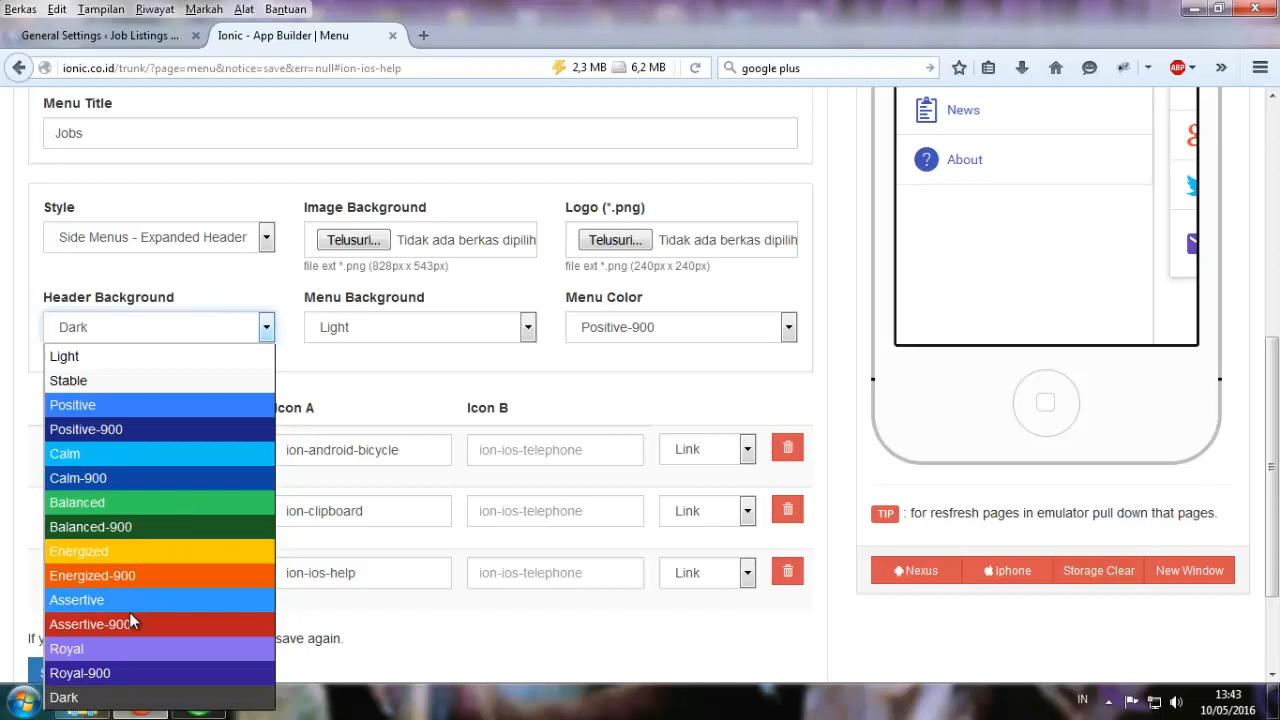 Berkas Edit Tampilan Riwayat Markah Alat Bantuan
General Settings ‹ Job Listings ... × Ionic - App Builder | Menu × +
ionic.co.id/trunk/?page=menu&notice=save&err=null#ion-ios-help 2,3 MB 6,2 MB google plus ABP
Menu Title
Jobs
News
About
Style Image Background Logo (*.png)
Side Menus - Expanded Header Telusuri... Tidak ada berkas dipilih Telusuri... Tidak ada berkas dipilih
file ext *.png (828px x 543px) file ext *.png (240px x 240px)
Header Background Menu Background Menu Color
Dark Light Positive-900
Light
Stable
Positive
Positive-900
Calm
Calm-900
Balanced
Balanced-900
Energized
Energized-900
Assertive
Assertive-900
Royal
Royal-900
Dark
Icon A Icon B
ion-android-bicycle ion-ios-telephone Link
ion-clipboard ion-ios-telephone Link
ion-ios-help ion-ios-telephone Link
save again.
TIP : for resfresh pages in emulator pull down that pages.
Nexus Iphone Storage Clear New Window
IN 13:43
10/05/2016